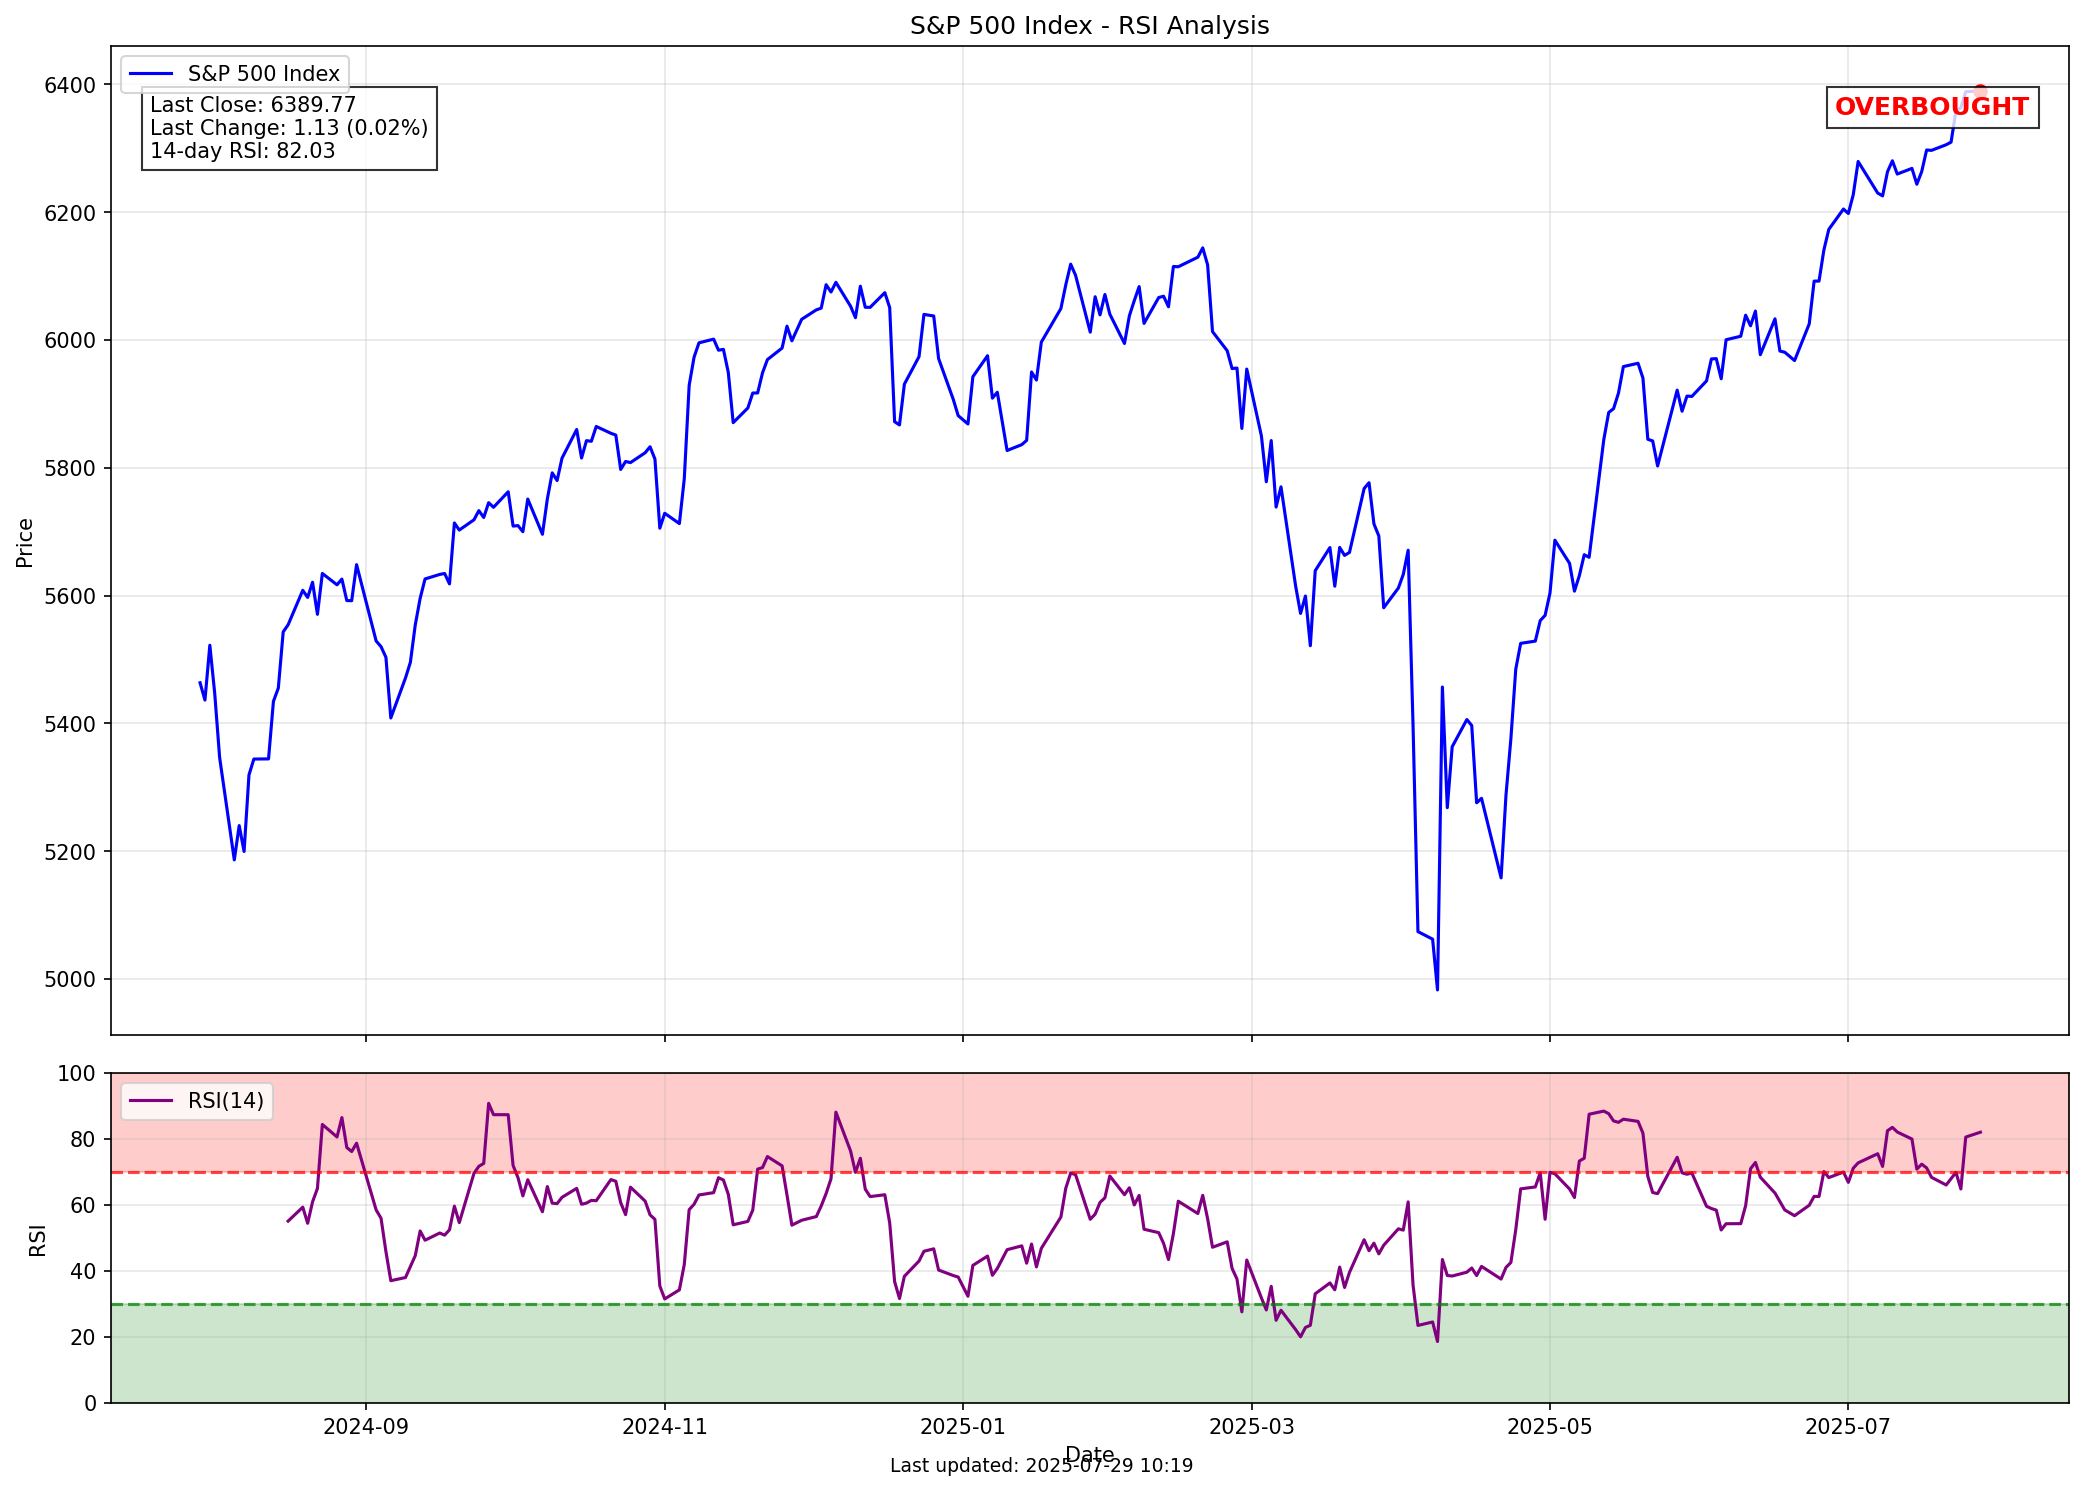 S&P 500 Index - RSI Analysis
S&P 500 Index
Last Close: 6389.77
Last Change: 1.13 (0.02%)
14-day RSI: 82.03
OVERBOUGHT
Price
6400
6200
6000
5800
5600
5400
5200
5000
RSI(14)
RSI
100
80
60
40
20
0
2024-09
2024-11
2025-01
2025-03
2025-05
2025-07
Date
Last updated: 2025-07-29 10:19